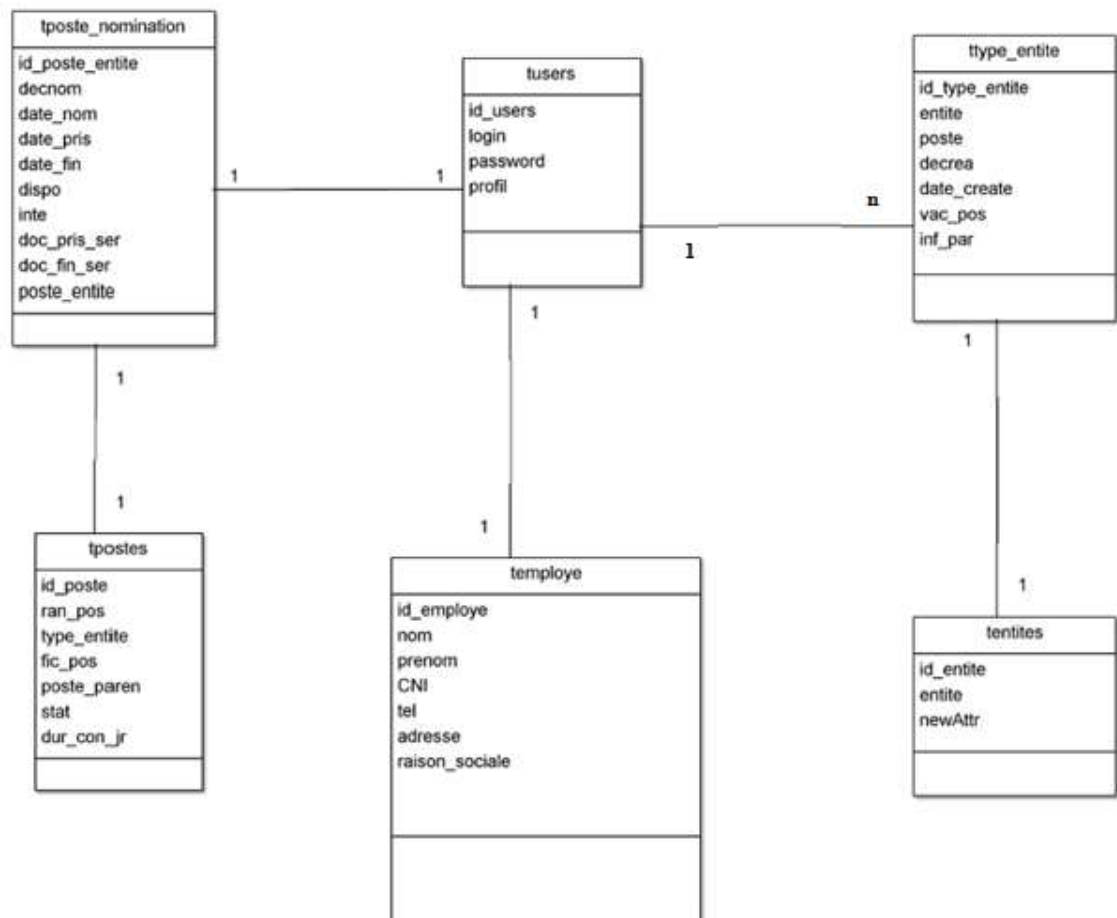 tposte_nomination
id_poste_entite
decnom
date_nom
date_pris
date_fin
dispo
inte
doc_pris_ser
doc_fin_ser
poste_entite
1
1
tusers
id_users
login
password
profil
1
n
ttype_entite
id_type_entite
entite
poste
decrea
date_create
vac_pos
inf_par
1
1
tpostes
id_poste
ran_pos
type_entite
fic_pos
poste_paren
stat
dur_con_jr
1
1
temploye
id_employe
nom
prenom
CNI
tel
adresse
raison_sociale
1
1
tentites
id_entite
entite
newAttr